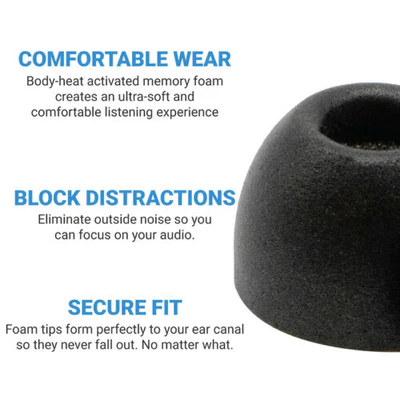 COMFORTABLE WEAR
Body-heat activated memory foam
creates an ultra-soft and
comfortable listening experience
BLOCK DISTRACTIONS
Eliminate outside noise so you
can focus on your audio.
SECURE FIT
Foam tips form perfectly to your ear canal
so they never fall out. No matter what.